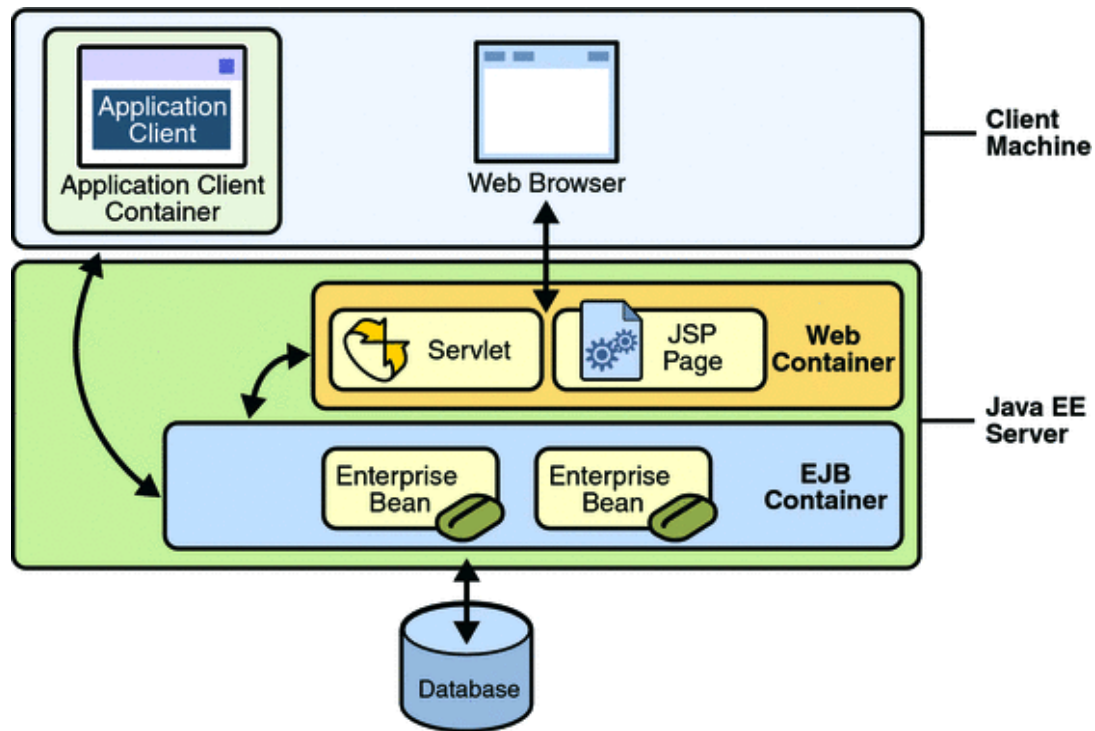 Application
Client
Application Client
Container
Web Browser
Client
Machine
Servlet
JSP
Page
Web
Container
Java EE
Server
Enterprise
Bean
Enterprise
Bean
EJB
Container
Database